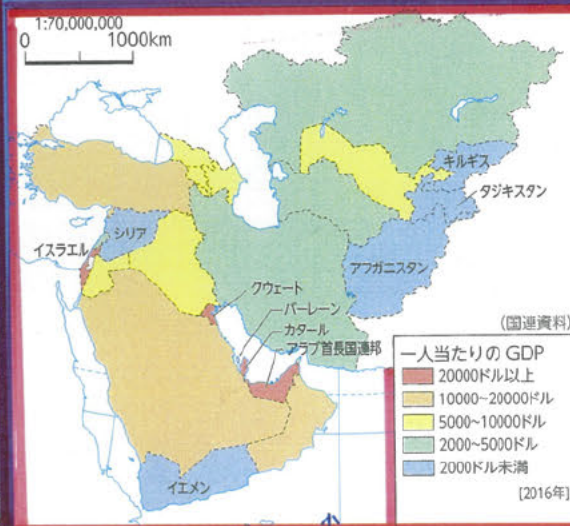 1:70,000,000
0 1000km
キルギス
タジキスタン
シリア
イスラエル
アフガニスタン
クウェート
バーレーン
カタール
アラブ首長国連邦
イエメン
(国連資料)
一人当たりの GDP
20000ドル以上
10000~20000ドル
5000~10000ドル
2000~5000ドル
2000ドル未満
[2016年]